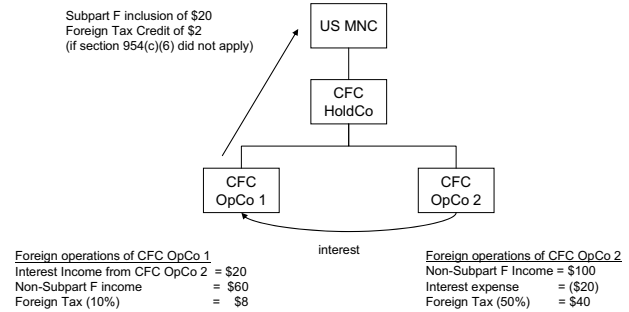 Subpart F inclusion of $20
Foreign Tax Credit of $2
(if section 954(c)(6) did not apply)
US MNC
CFC
HoldCo
CFC
OpCo 1
CFC
OpCo 2
interest
Foreign operations of CFC OpCo 1
Interest Income from CFC OpCo 2 = $20
Non-Subpart F income = $60
Foreign Tax (10%) = $8
Foreign operations of CFC OpCo 2
Non-Subpart F Income = $100
Interest expense = ($20)
Foreign Tax (50%) = $40